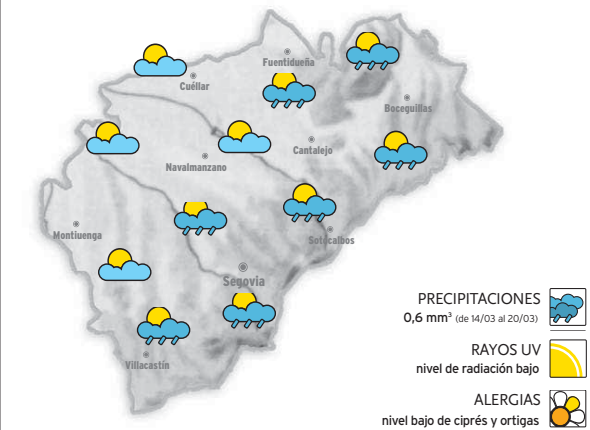 Fuentidueña
Cuéllar
Boceguillas
Cantalejo
Navalmanzano
Montiuenga
Sotocalbos
Segovia
Villacastín
PRECIPITACIONES
0,6 mm³ (de 14/03 al 20/03)
RAYOS UV
nivel de radiación bajo
ALERGIAS
nivel bajo de ciprés y ortigas